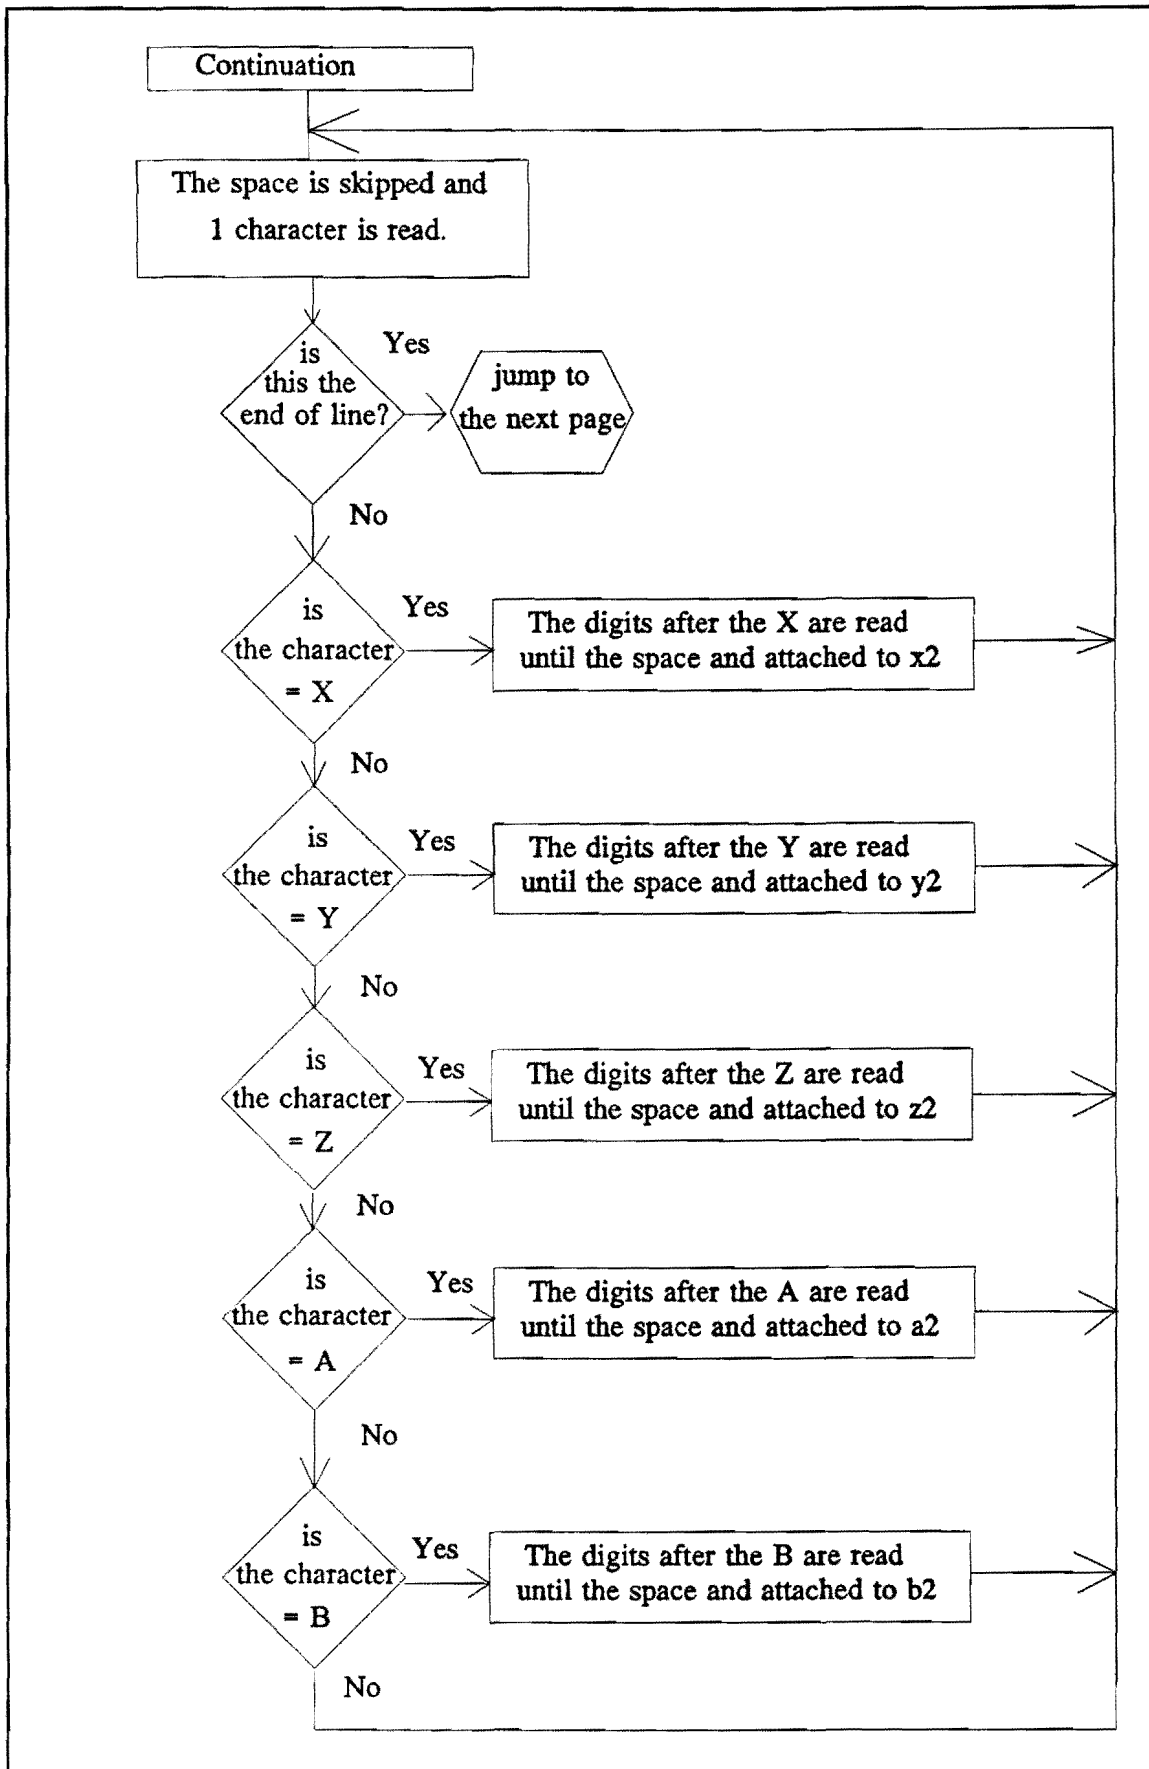 Continuation
The space is skipped and
1 character is read.
is
this the
end of line?
Yes
jump to
the next page
No
is
the character
= X
Yes
The digits after the X are read
until the space and attached to x2
No
is
the character
= Y
Yes
The digits after the Y are read
until the space and attached to y2
No
is
the character
= Z
Yes
The digits after the Z are read
until the space and attached to z2
No
is
the character
= A
Yes
The digits after the A are read
until the space and attached to a2
No
is
the character
= B
Yes
The digits after the B are read
until the space and attached to b2
No